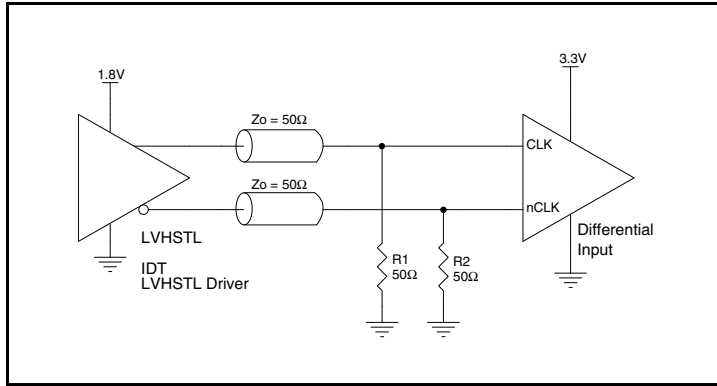 1.8V
3.3V
Zo = 50Ω
CLK
Zo = 50Ω
nCLK
LVHSTL
Differential
Input
IDT
LVHSTL Driver
R1
50Ω
R2
50Ω